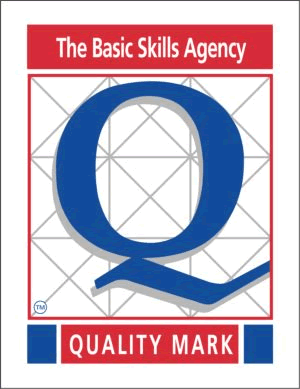 The Basic Skills Agency
Q
TM
QUALITY MARK